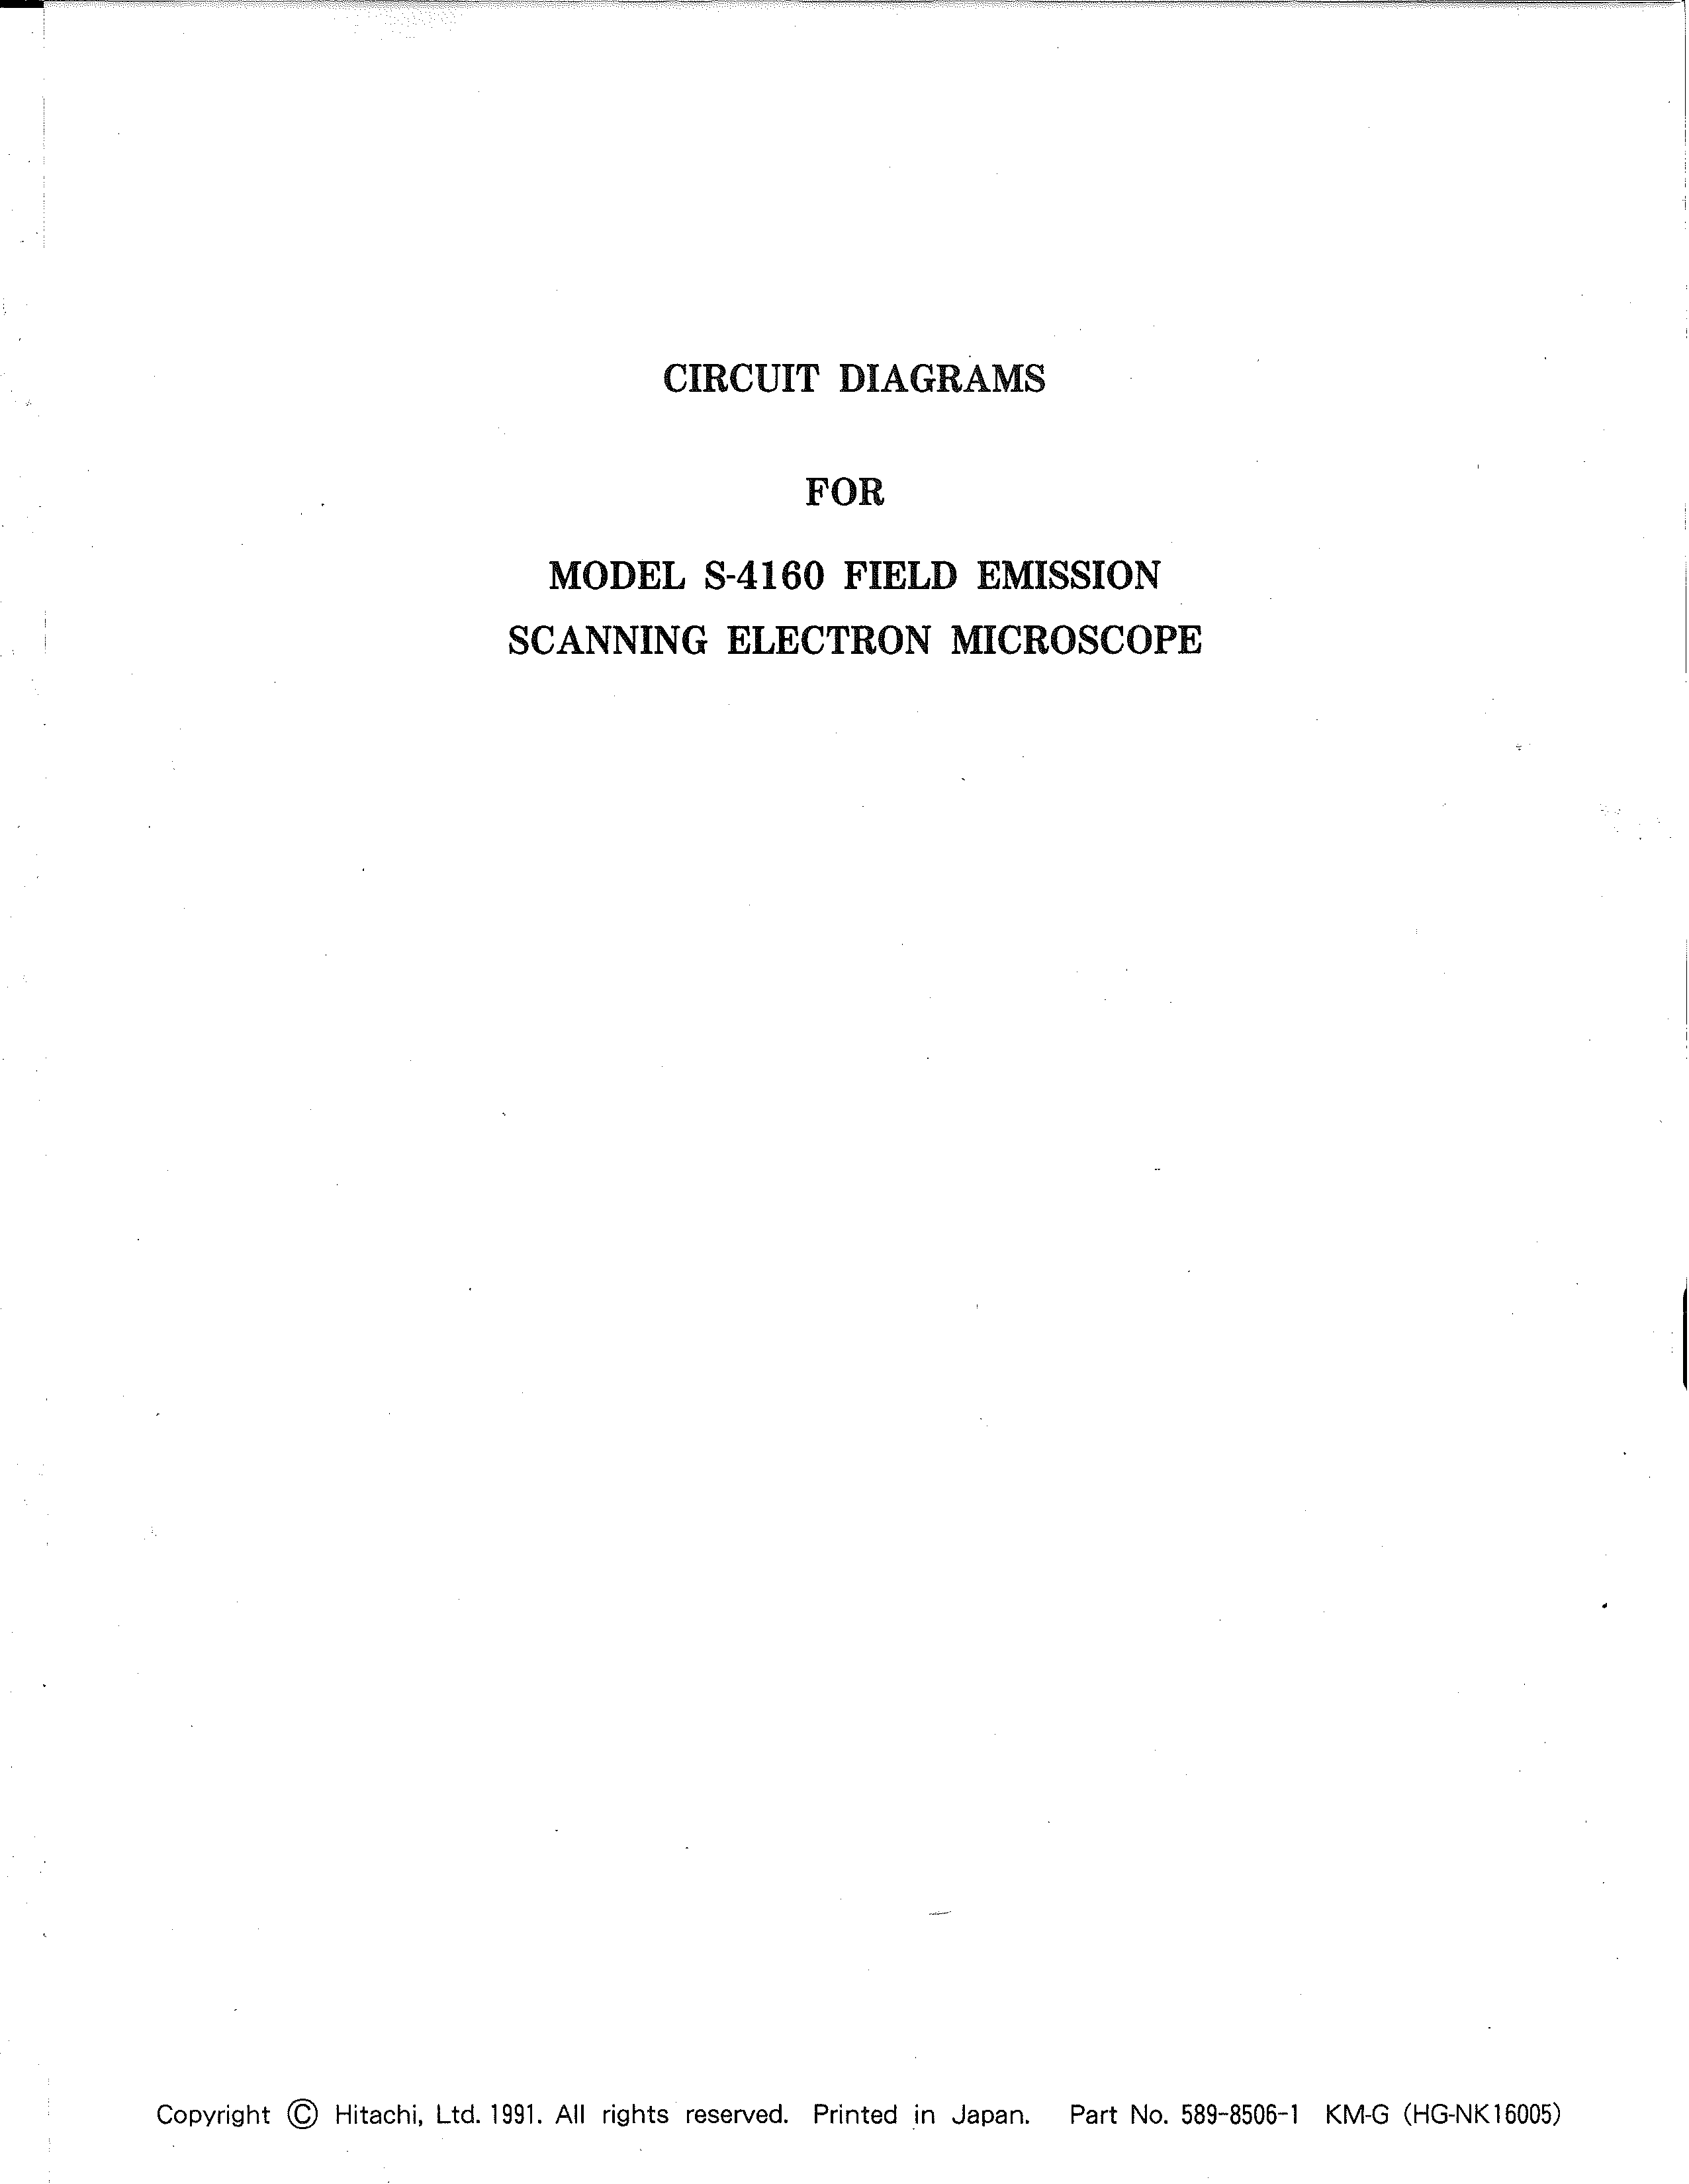 CIRCUIT DIAGRAMS
FOR
MODEL S-4160 FIELD EMISSION
SCANNING ELECTRON MICROSCOPE
Copyright © Hitachi, Ltd. 1991. All rights reserved. Printed in Japan. Part No. 589-8506-1 KM-G (HG-NK16005)